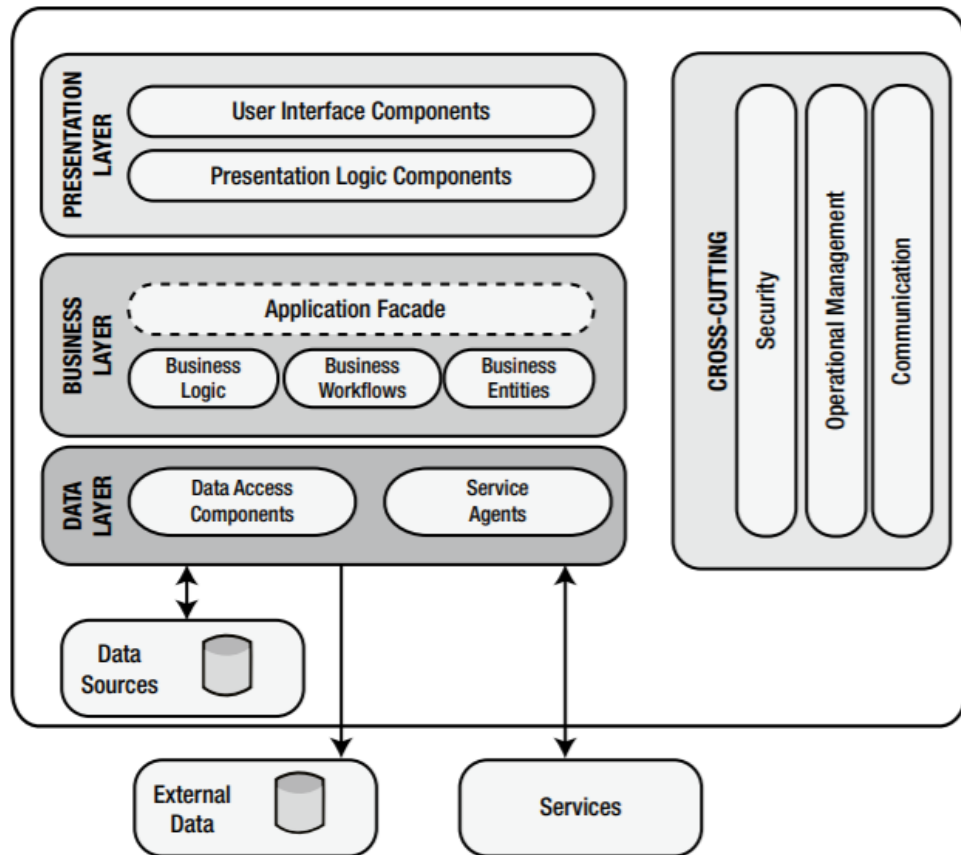 PRESENTATION
LAYER
User Interface Components
Presentation Logic Components
BUSINESS
LAYER
Application Facade
Business
Logic
Business
Workflows
Business
Entities
DATA
LAYER
Data Access
Components
Service
Agents
CROSS-CUTTING
Security
Operational Management
Communication
Data
Sources
External
Data
Services